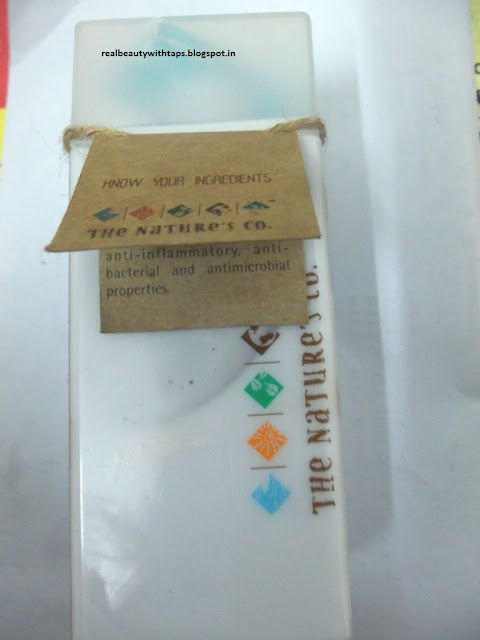 realbeautywithtaps.blogspot.in
KNOW YOUR INGREDIENTS
THE NATURE'S CO.
anti-inflammatory, anti-
bacterial and antimicrobial
properties.
THE NATURE'S CO.